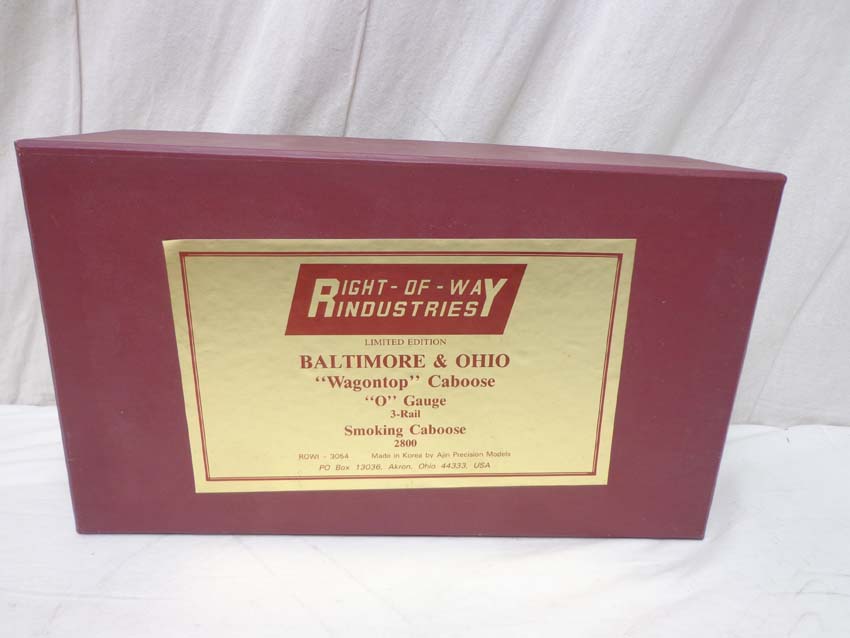 RIGHT-OF-WAY
INDUSTRIES
LIMITED EDITION
BALTIMORE & OHIO
"Wagontop" Caboose
"O" Gauge
3-Rail
Smoking Caboose
2800
ROWI - 3054 Made in Korea by Ajin Precision Models
PO Box 13036, Akron, Ohio 44333, USA